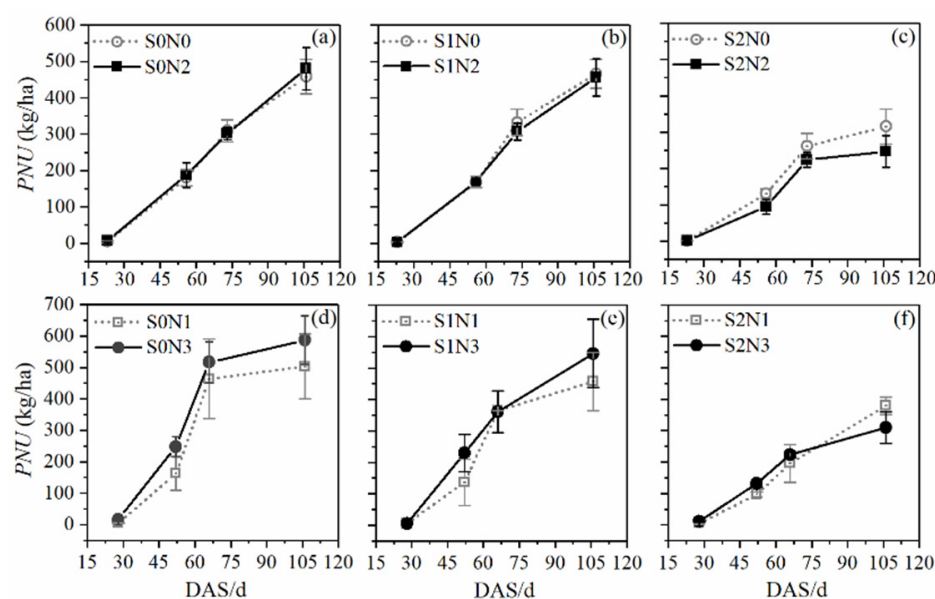 (a)
S0N0
S0N2
(b)
S1N0
S1N2
(c)
S2N0
S2N2
PNU (kg/ha)
600
500
400
300
200
100
0
15 30 45 60 75 90 105 120
15 30 45 60 75 90 105 120
15 30 45 60 75 90 105 120
(d)
S0N1
S0N3
(e)
S1N1
S1N3
(f)
S2N1
S2N3
PNU (kg/ha)
700
600
500
400
300
200
100
0
15 30 45 60 75 90 105 120
15 30 45 60 75 90 105 120
15 30 45 60 75 90 105 120
DAS/d
DAS/d
DAS/d